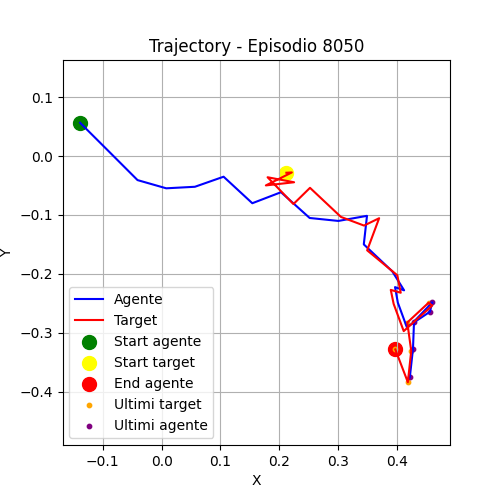 Trajectory - Episodio 8050
Y
0.1
0.0
−0.1
−0.2
−0.3
−0.4
Agente
Target
Start agente
Start target
End agente
Ultimi target
Ultimi agente
−0.1
0.0
0.1
0.2
0.3
0.4
X